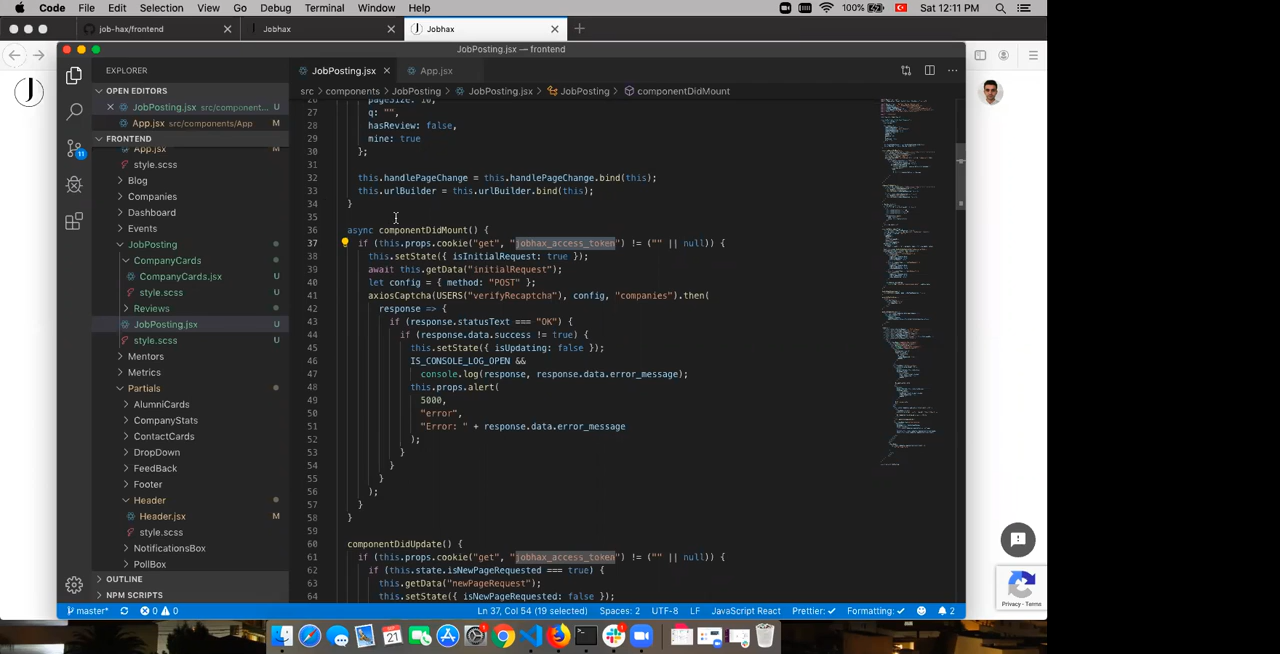 Code File Edit Selection View Go Debug Terminal Window Help 100% Sat 12:11 PM
job-hax/frontend Jobhax Jobhax
JobPosting.jsx — frontend
EXPLORER
OPEN EDITORS
JobPosting.jsx src/component... U
App.jsx src/components/App M
FRONTEND
App.jsx M
style.scss
Blog
Companies
Dashboard
Events
JobPosting
CompanyCards
CompanyCards.jsx U
style.scss U
Reviews
JobPosting.jsx U
style.scss U
Mentors
Metrics
Partials
AlumniCards
CompanyStats
ContactCards
DropDown
FeedBack
Footer
Header
Header.jsx M
style.scss
NotificationsBox
PollBox
OUTLINE
NPM SCRIPTS
11
JobPosting.jsx App.jsx
src > components > JobPosting > JobPosting.jsx > JobPosting > componentDidMount
26 pageSize: 10,
27 q: "",
28 hasReview: false,
29 mine: true
30 };
31
32 this.handlePageChange = this.handlePageChange.bind(this);
33 this.urlBuilder = this.urlBuilder.bind(this);
34 }
35
36 async componentDidMount() {
37 if (this.props.cookie("get", "jobhax_access_token") != ("" || null)) {
38 this.setState({ isInitialRequest: true });
39 await this.getData("initialRequest");
40 let config = { method: "POST" };
41 axiosCaptcha(USERS("verifyRecaptcha"), config, "companies").then(
42 response => {
43 if (response.statusText === "OK") {
44 if (response.data.success != true) {
45 this.setState({ isUpdating: false });
46 IS_CONSOLE_LOG_OPEN &&
47 console.log(response, response.data.error_message);
48 this.props.alert(
49 5000,
50 "error",
51 "Error: " + response.data.error_message
52 );
53 }
54 }
55 }
56 );
57 }
58 }
59
60 componentDidUpdate() {
61 if (this.props.cookie("get", "jobhax_access_token") != ("" || null)) {
62 if (this.state.isNewPageRequested === true) {
63 this.getData("newPageRequest");
64 this.setState({ isNewPageRequested: false });
master* 0 0 Ln 37, Col 54 (19 selected) Spaces: 2 UTF-8 LF JavaScript React Prettier: ✓ Formatting: ✓ 2
Privacy - Terms